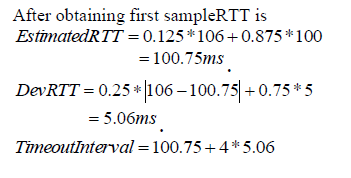 After obtaining first sampleRTT is
EstimatedRTT = 0.125*106+0.875*100
= 100.75ms .
DevRTT = 0.25*|106-100.75|+0.75*5
= 5.06ms .
TimeoutInterval = 100.75+4*5.06